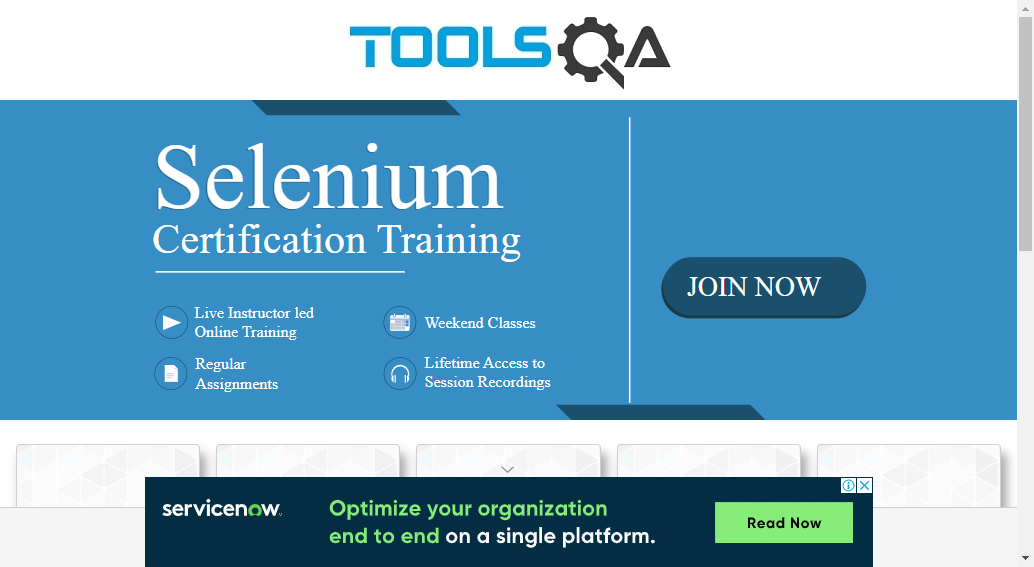 TOOLSQA
Selenium
Certification Training
JOIN NOW
Live Instructor led
Online Training
Weekend Classes
Regular
Assignments
Lifetime Access to
Session Recordings
servicenow
Optimize your organization
end to end on a single platform.
Read Now